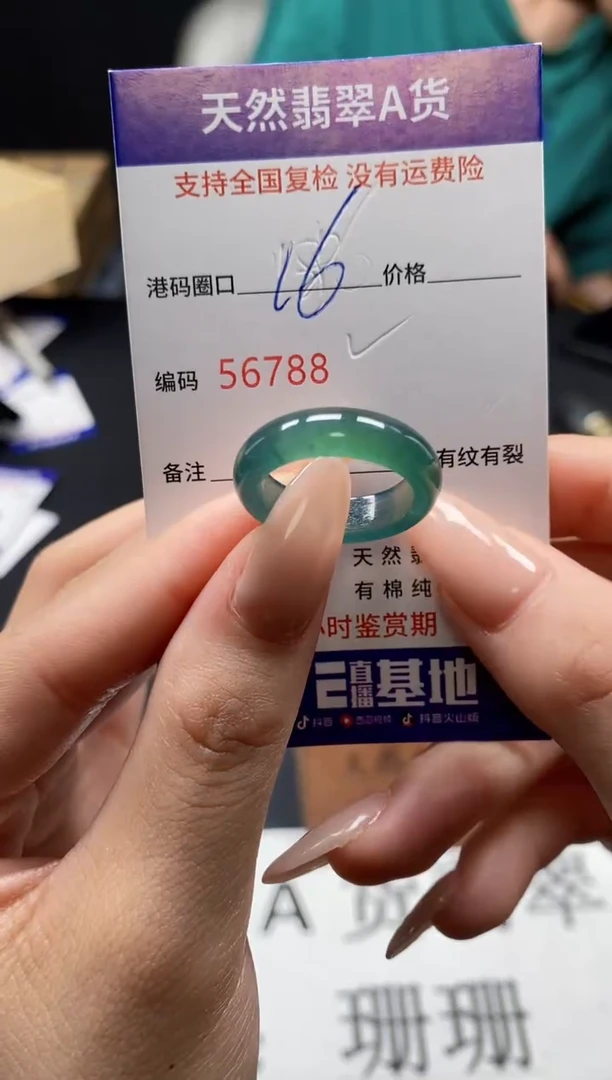 天然翡翠A货
支持全国复检 没有运费险
港码圈口 16 价格
编码 56788
备注 有纹有裂
天然
有棉纯
时鉴赏期
直播基地
抖音 西瓜视频 抖音火山版
A 货翡翠
珊珊